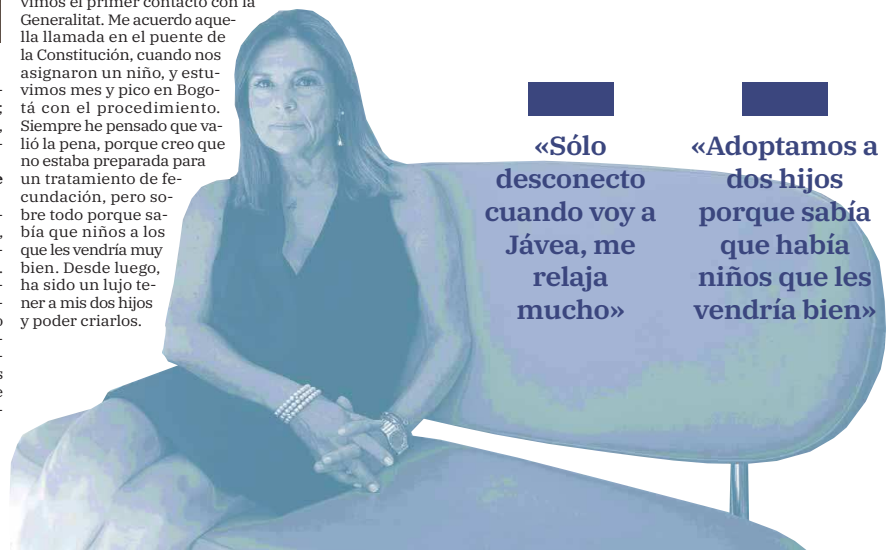 vimos el primer contacto con la
Generalitat. Me acuerdo aque-
lla llamada en el puente de
la Constitución, cuando nos
asignaron un niño, y estu-
vimos mes y pico en Bogo-
tá con el procedimiento.
Siempre he pensado que va-
lió la pena, porque creo que
no estaba preparada para
un tratamiento de fe-
cundación, pero so-
bre todo porque sa-
bía que niños a los
que les vendría muy
bien. Desde luego,
ha sido un lujo te-
ner a mis dos hijos
y poder criarlos.
«Sólo
desconecto
cuando voy a
Jávea, me
relaja
mucho»
«Adoptamos a
dos hijos
porque sabía
que había
niños que les
vendría bien»